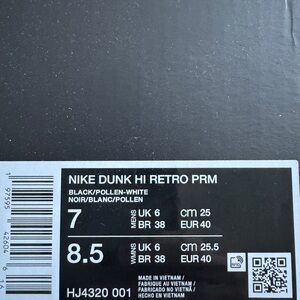 NIKE DUNK HI RETRO PRM
BLACK/POLLEN-WHITE
NOIR/BLANC/POLLEN
7 MENS UK 6 CM 25
BR 38 EUR 40
8.5 WMNS UK 6 CM 25.5
BR 38 EUR 40
HJ4320 001
MADE IN VIETNAM /
FABRIQUE AU VIETNAM /
FABRICADO NO VIETNÃ /
HECHO EN VIETNAM